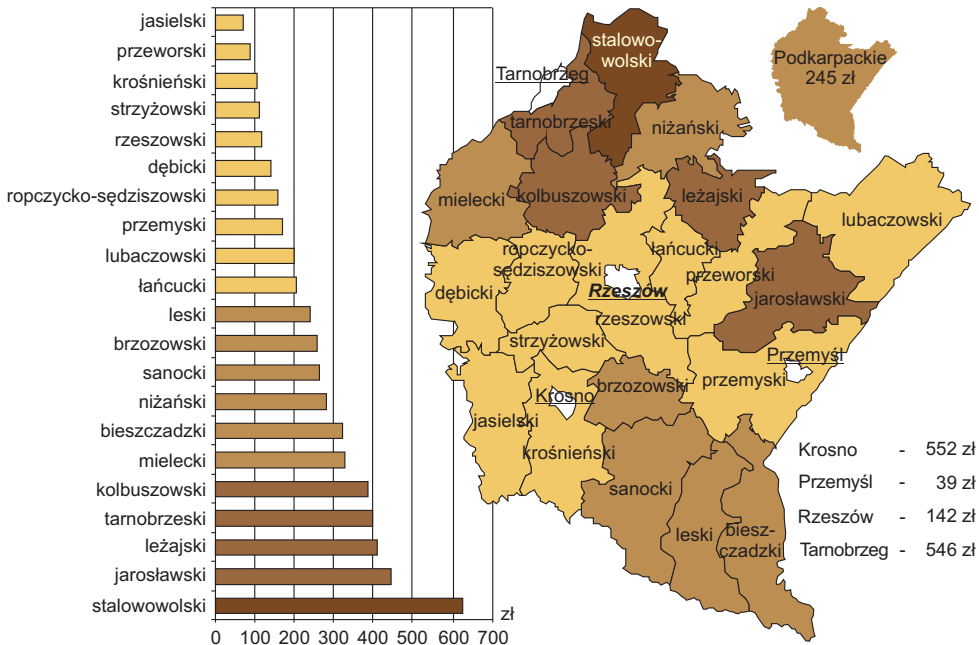 jasielski
przeworski
krośnieński
strzyżowski
rzeszowski
dębicki
ropczycko-sędziszowski
przemyski
lubaczowski
łańcucki
leski
brzozowski
sanocki
niżański
bieszczadzki
mielecki
kolbuszowski
tarnobrzeski
leżajski
jarosławski
stalowowolski
zł
0 100 200 300 400 500 600 700
stalowo-
wolski
Tarnobrzeg
tarnobrzeski
niżański
mielecki
kolbuszowski
leżajski
lubaczowski
ropczycko-
sędziszowski
łańcucki
przeworski
dębicki
Rzeszów
jarosławski
rzeszowski
strzyżowski
Przemyśl
przemyski
brzozowski
Krosno
jasielski
krośnieński
sanocki
leski
biesz-
czadzki
Podkarpackie
245 zł
Krosno - 552 zł
Przemyśl - 39 zł
Rzeszów - 142 zł
Tarnobrzeg - 546 zł